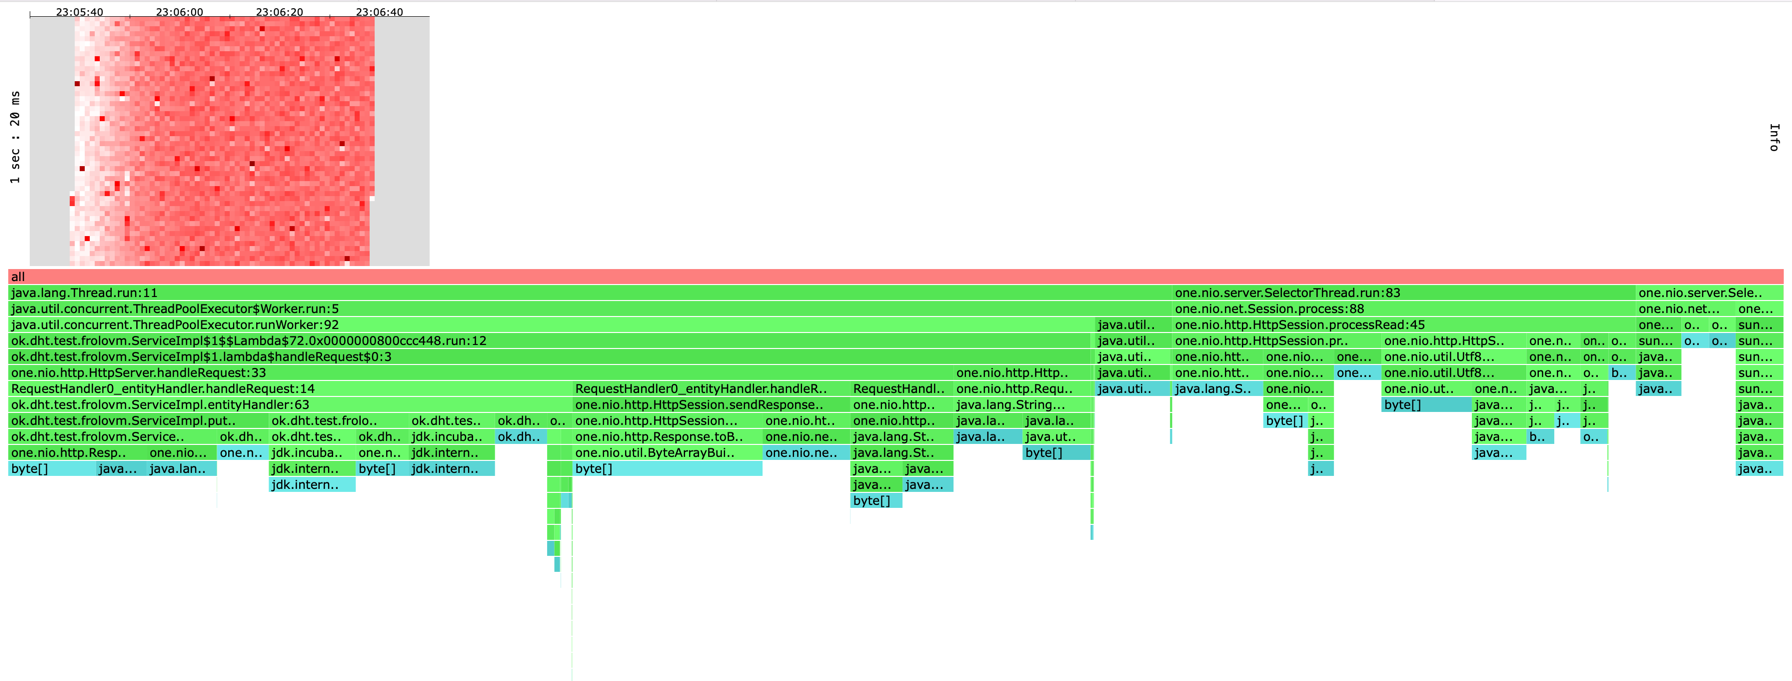 23:05:40 23:06:00 23:06:20 23:06:40
1 sec : 20 ms
Info
all
java.lang.Thread.run:11 one.nio.server.SelectorThread.run:83 one.nio.server.Sele..
java.util.concurrent.ThreadPoolExecutor$Worker.run:5 one.nio.net.Session.process:88 one.nio.net... one...
java.util.concurrent.ThreadPoolExecutor.runWorker:92 java.util.. one.nio.http.HttpSession.processRead:45 one... o.. o.. sun...
ok.dht.test.frolovm.ServiceImpl$1$$Lambda$72.0x0000000800ccc448.run:12 java.util.. one.nio.http.HttpSession.pr.. one.nio.http.HttpS.. one.n.. on.. o.. sun... o.. o.. sun...
ok.dht.test.frolovm.ServiceImpl$1.lambda$handleRequest$0:3 java.uti.. one.nio.htt.. one.nio... one... one.nio.util.Utf8... one.n.. on.. o.. java.. sun...
one.nio.http.HttpServer.handleRequest:33 one.nio.http.Http.. java.uti.. one.nio.htt.. one.nio... one... one.nio.util.Utf8... one.n.. o.. b.. java.. sun...
RequestHandler0_entityHandler.handleRequest:14 RequestHandler0_entityHandler.handleR.. RequestHandl.. one.nio.http.Requ.. java.uti.. java.lang.S.. one.nio... one.nio.ut.. one.n.. java... j.. java.. sun...
ok.dht.test.frolovm.ServiceImpl.entityHandler:63 one.nio.http.HttpSession.sendResponse.. one.nio.http.. java.lang.String... one... o.. byte[] java... j.. j.. j.. java..
ok.dht.test.frolovm.ServiceImpl.put.. ok.dht.test.frolo.. ok.dht.tes.. ok.dh.. o.. one.nio.http.HttpSession... one.nio.ht.. one.nio.http.. java.la.. java.la.. byte[] j.. java... j.. j.. j.. java..
ok.dht.test.frolovm.Service.. ok.dh.. ok.dht.tes.. ok.dh.. jdk.incuba.. ok.dh.. one.nio.http.Response.toB.. one.nio.ne.. java.lang.St.. java.la.. java.ut.. j.. java... b.. o.. java..
one.nio.http.Resp.. one.nio... one.n.. jdk.incuba.. one.n.. jdk.intern.. one.nio.util.ByteArrayBui.. one.nio.ne.. java.lang.St.. byte[] j.. java... java..
byte[] java... java.lan.. jdk.intern.. byte[] jdk.intern.. byte[] java... java... j.. java..
jdk.intern.. java... java...
byte[]